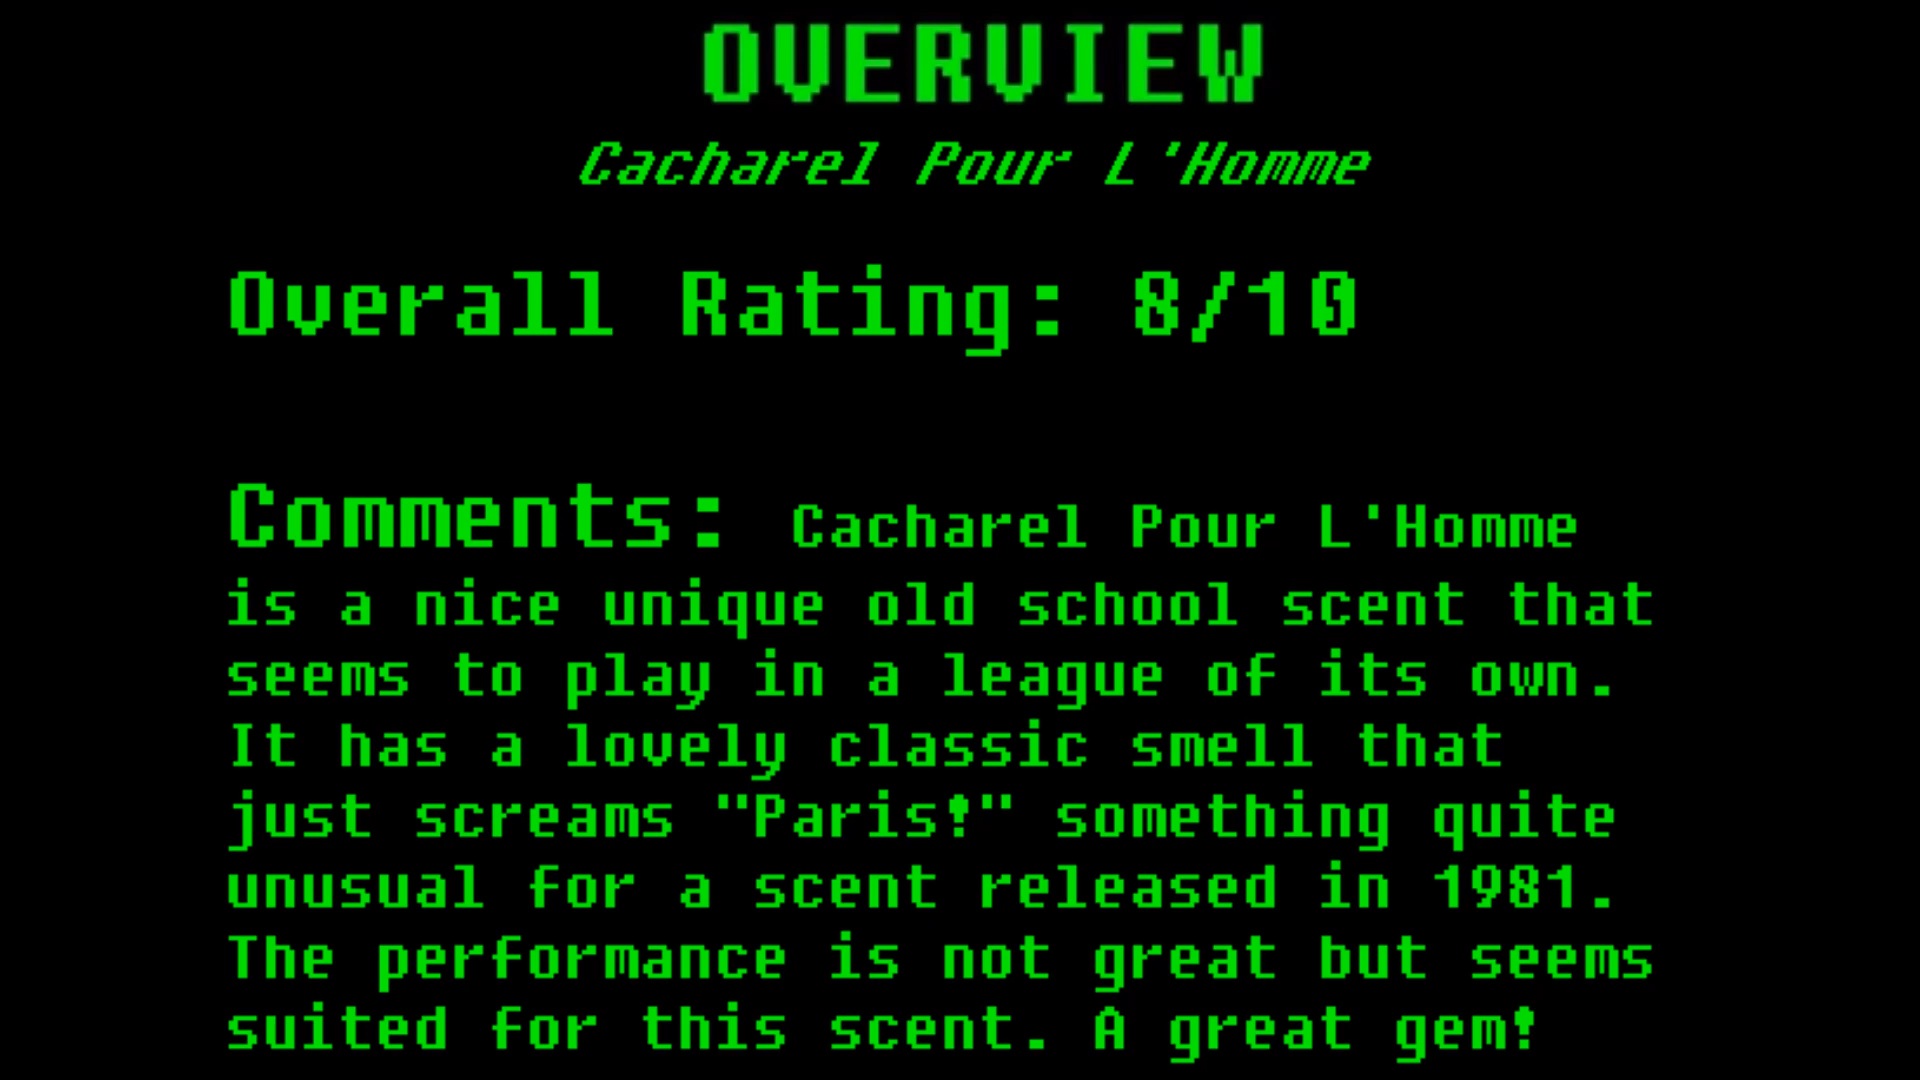 OVERVIEW
Cacharel Pour L'Homme
Overall Rating: 8/10
Comments: Cacharel Pour L'Homme
is a nice unique old school scent that
seems to play in a league of its own.
It has a lovely classic smell that
just screams "Paris!" something quite
unusual for a scent released in 1981.
The performance is not great but seems
suited for this scent. A great gem!